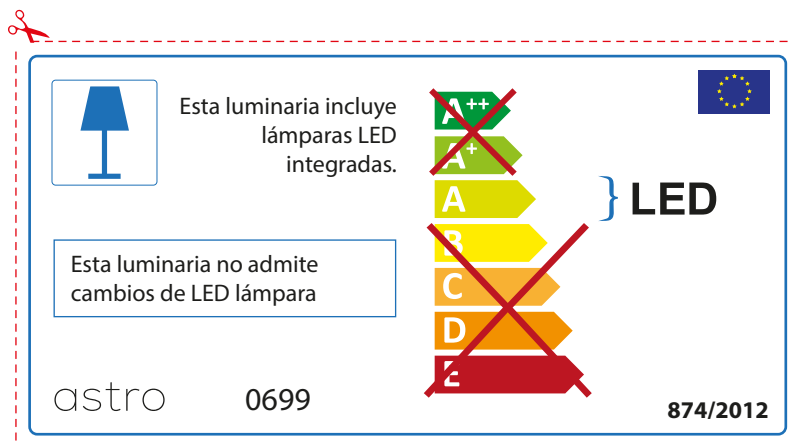 Esta luminaria incluye
lámparas LED
integradas.
A++
A+
A
B
C
D
E
LED
Esta luminaria no admite
cambios de LED lámpara
astro
0699
874/2012